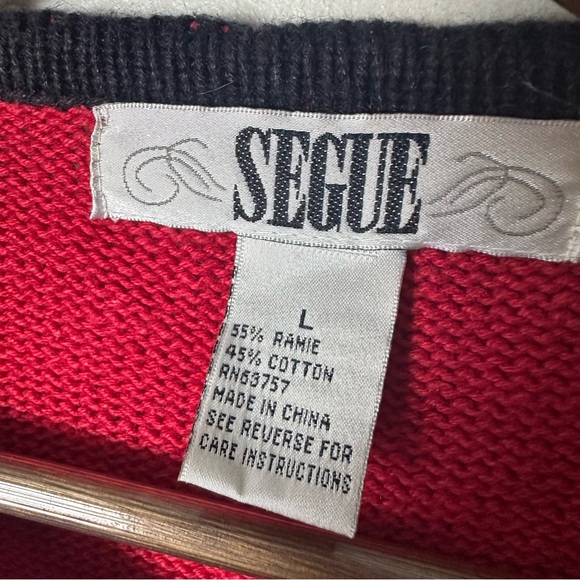 SEGUE
L
55% RAMIE
45% COTTON
RN63757
MADE IN CHINA
SEE REVERSE FOR
CARE INSTRUCTIONS